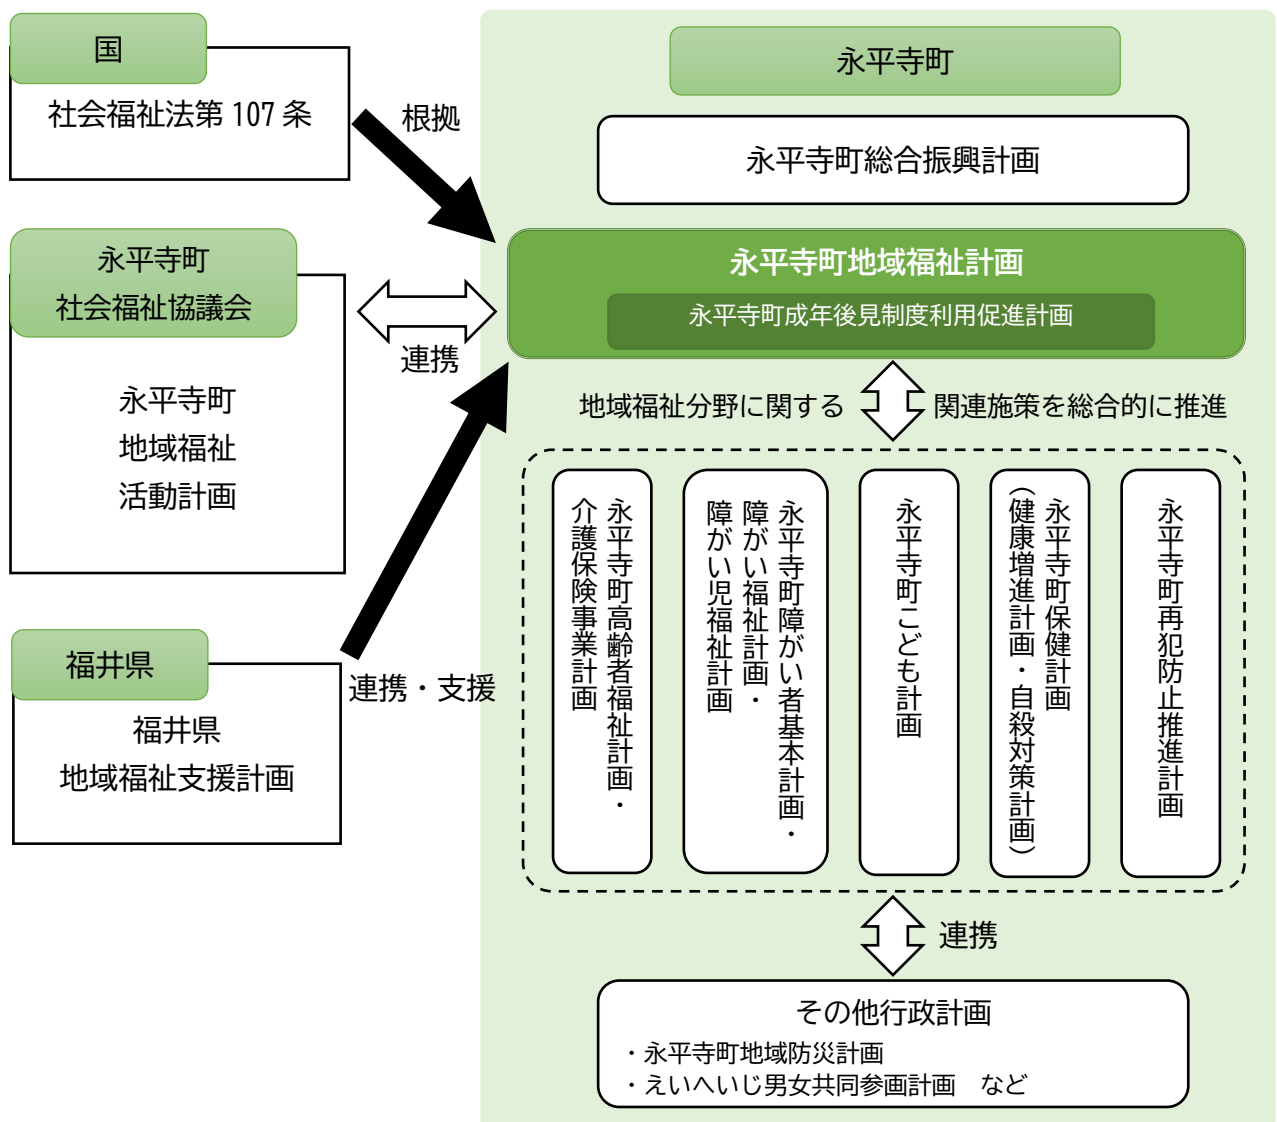 国
社会福祉法第 107 条
根拠
永平寺町
社会福祉協議会
永平寺町
地域福祉
活動計画
連携
福井県
福井県
地域福祉支援計画
連携・支援
永平寺町
永平寺町総合振興計画
永平寺町地域福祉計画
永平寺町成年後見制度利用促進計画
地域福祉分野に関する
関連施策を総合的に推進
永平寺町高齢者福祉計画・
介護保険事業計画
永平寺町障がい者基本計画・
障がい福祉計画・
障がい児福祉計画
永平寺町こども計画
永平寺町保健計画
（健康増進計画・自殺対策計画）
永平寺町再犯防止推進計画
連携
その他行政計画
・永平寺町地域防災計画
・えいへいじ男女共同参画計画　など